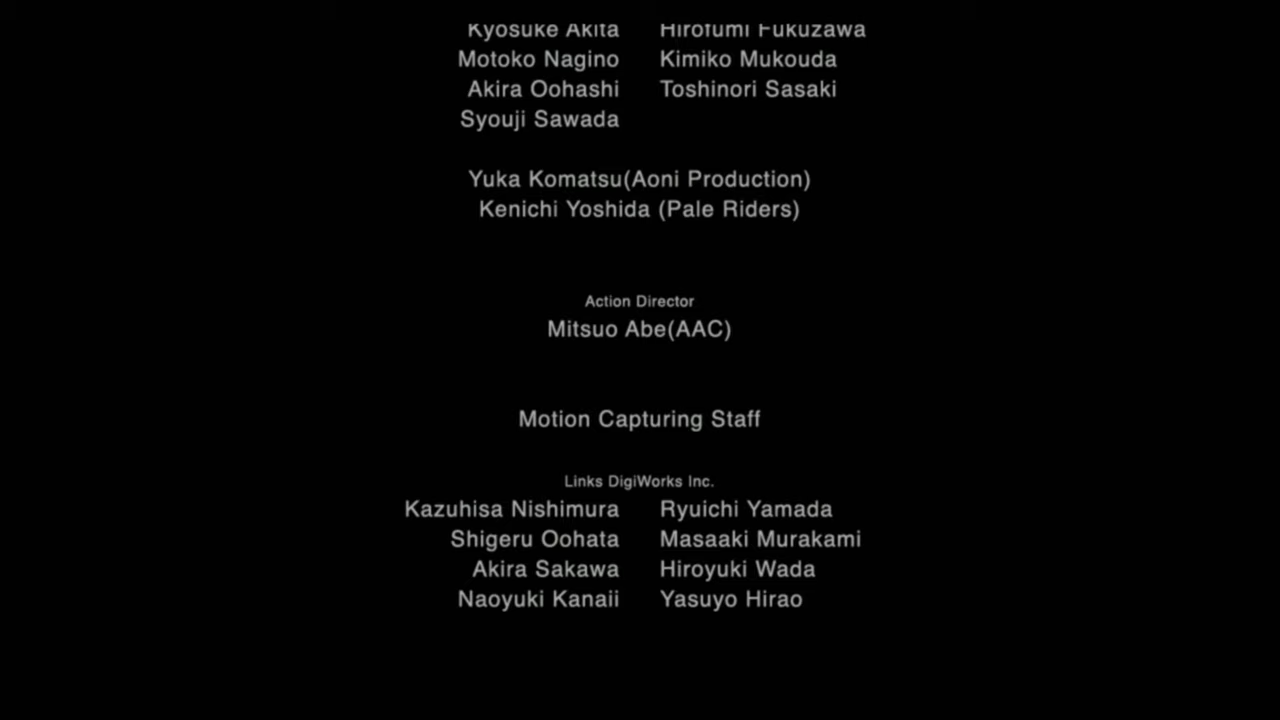 Kyosuke Akita Hirofumi Fukuzawa
Motoko Nagino Kimiko Mukouda
Akira Oohashi Toshinori Sasaki
Syouji Sawada
Yuka Komatsu(Aoni Production)
Kenichi Yoshida (Pale Riders)
Action Director
Mitsuo Abe(AAC)
Motion Capturing Staff
Links DigiWorks Inc.
Kazuhisa Nishimura Ryuichi Yamada
Shigeru Oohata Masaaki Murakami
Akira Sakawa Hiroyuki Wada
Naoyuki Kanaii Yasuyo Hirao